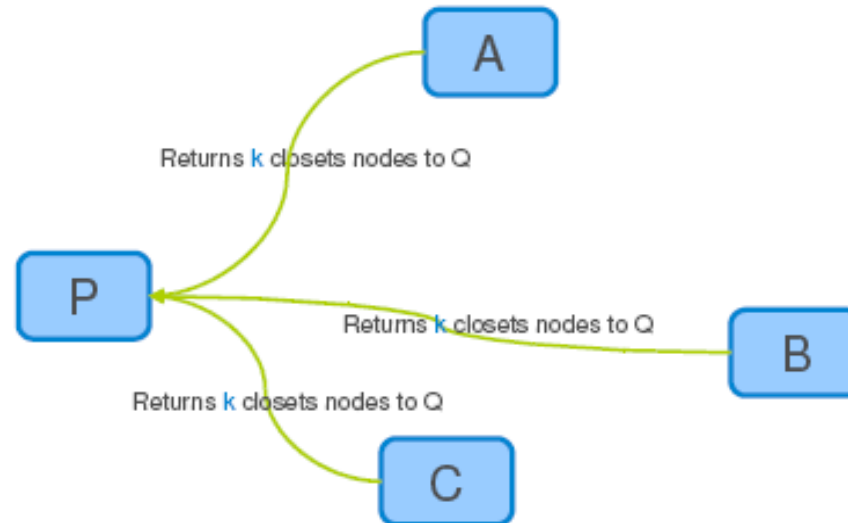 A
Returns k closets nodes to Q
P
Returns k closets nodes to Q
B
Returns k closets nodes to Q
C